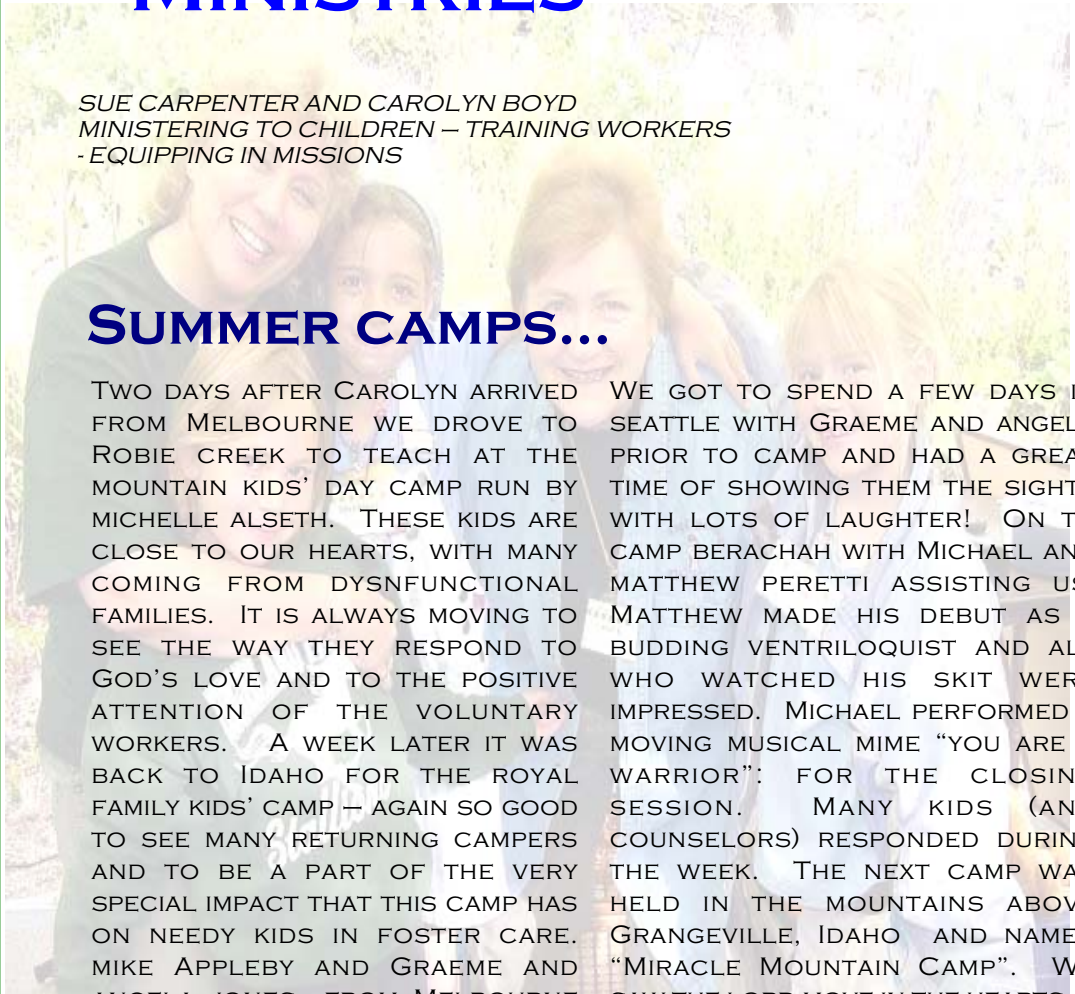 MINISTRIES
SUE CARPENTER AND CAROLYN BOYD
MINISTERING TO CHILDREN – TRAINING WORKERS
- EQUIPPING IN MISSIONS
Summer camps...
Two days after Carolyn arrived
from Melbourne we drove to
Robie Creek to teach at the
mountain kids' day camp run by
michelle alseth. These kids are
close to our hearts, with many
coming from dysnfunctional
families. It is always moving to
see the way they respond to
God's love and to the positive
attention of the voluntary
workers. A week later it was
back to Idaho for the royal
family kids' camp – again so good
to see many returning campers
and to be a part of the very
special impact that this camp has
on needy kids in foster care.
mike Appleby and Graeme and
angela jones, from Melbourne
We got to spend a few days i
seattle with Graeme and angel
prior to camp and had a grea
time of showing them the sight
with lots of laughter! On t
camp berachah with Michael an
matthew peretti assisting us
Matthew made his debut as
budding ventriloquist and al
who watched his skit wer
impressed. Michael performed
moving musical mime “you are
warrior”: for the closin
session. Many kids (an
counselors) responded durin
the week. The next camp wa
held in the mountains abov
Grangeville, Idaho and name
“Miracle Mountain Camp”. W